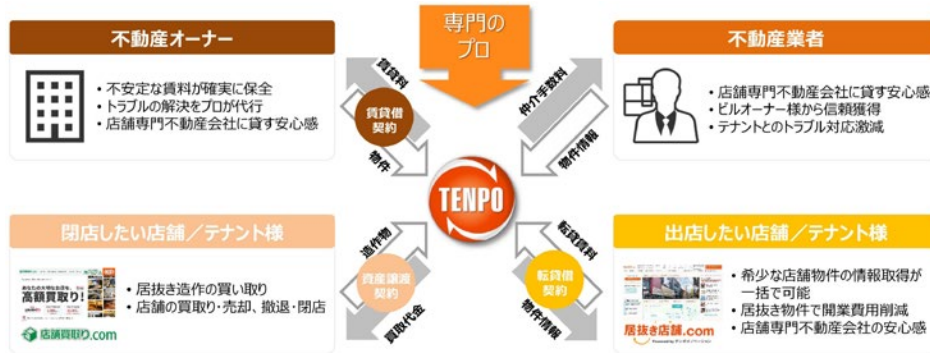 専門の
プロ
不動産オーナー
・不安定な賃料が確実に保全
・トラブルの解決をプロが代行
・店舗専門不動産会社に貸す安心感
賃貸料
賃貸借
契約
物件
仲介手数料
物件情報
不動産業者
・店舗専門不動産会社に貸す安心感
・ビルオーナー様から信頼獲得
・テナントとのトラブル対応激減
TENPO
閉店したい店舗／テナント様
高額買取り!
店舗買取り.com
・居抜き造作の買い取り
・店舗の買取り・売却、撤退・閉店
造作物
資産譲渡
契約
買取代金
転貸賃料
転貸借
契約
物件情報
出店したい店舗／テナント様
居抜き店舗.com
・希少な店舗物件の情報取得が
一括で可能
・居抜き物件で開業費用削減
・店舗専門不動産会社の安心感